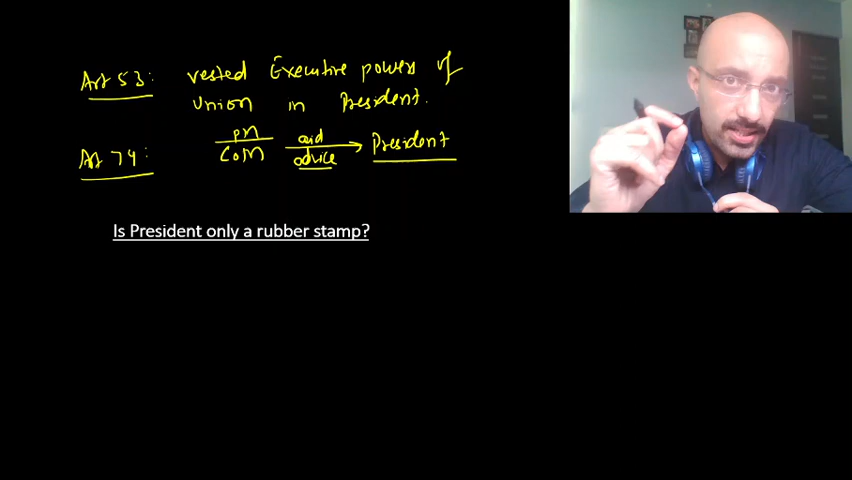 Art 53: vested Executive powers of
Union in President.
Art 74: PM
CoM aid
advice President
Is President only a rubber stamp?